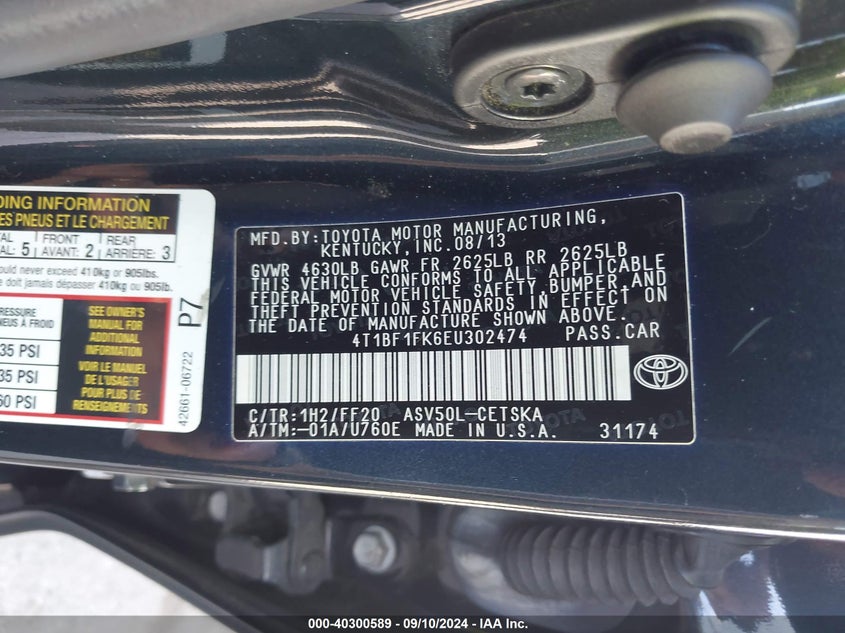 DING INFORMATION
ES PNEUS ET LE CHARGEMENT
5 FRONT AVANT: 2 REAR ARRIÈRE: 3
ould never exceed 410kg or 905lbs.
e doit jamais dépasser 410kg ou 905lb.
RESSURE
NEUS À FROID
35 PSI
35 PSI
60 PSI
SEE OWNER'S
MANUAL FOR
ADDITIONAL
INFORMATION
VOIR LE MANUEL
DE L'USAGER
POUR PLUS DE
RENSEIGNEMENTS
P7
42661-06722
MFD.BY:TOYOTA MOTOR MANUFACTURING,
KENTUCKY, INC. 08/13
GVWR 4630LB GAWR FR 2625LB RR 2625LB
THIS VEHICLE CONFORMS TO ALL APPLICABLE
FEDERAL MOTOR VEHICLE SAFETY,BUMPER,AND
THEFT PREVENTION STANDARDS IN EFFECT ON
THE DATE OF MANUFACTURE SHOWN ABOVE.
4T1BF1FK6EU302474 PASS.CAR
C/TR:1H2/FF20 ASV50L-CETSKA
A/TM:-01A/U760E MADE IN U.S.A. 31174
000-40300589 - 09/10/2024 - IAA Inc.